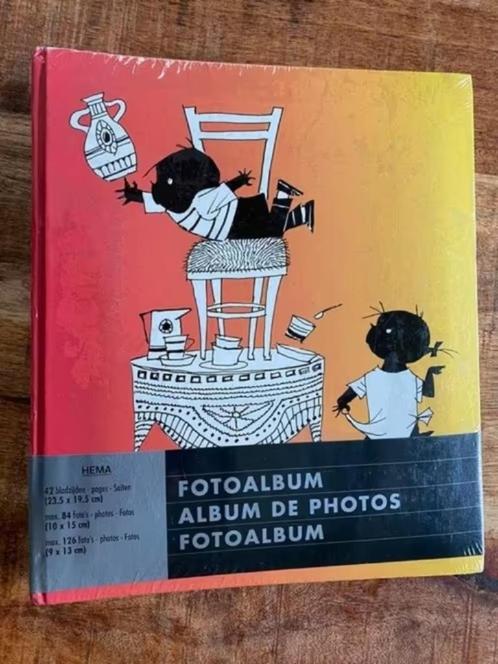 HEMA
42 bladzijden - pages - Seiten
(23.5 x 19.5 cm)
max. 84 foto's - photos - Fotos
(10 x 15 cm)
max. 126 foto's - photos - Fotos
(9 x 13 cm)
FOTOALBUM
ALBUM DE PHOTOS
FOTOALBUM